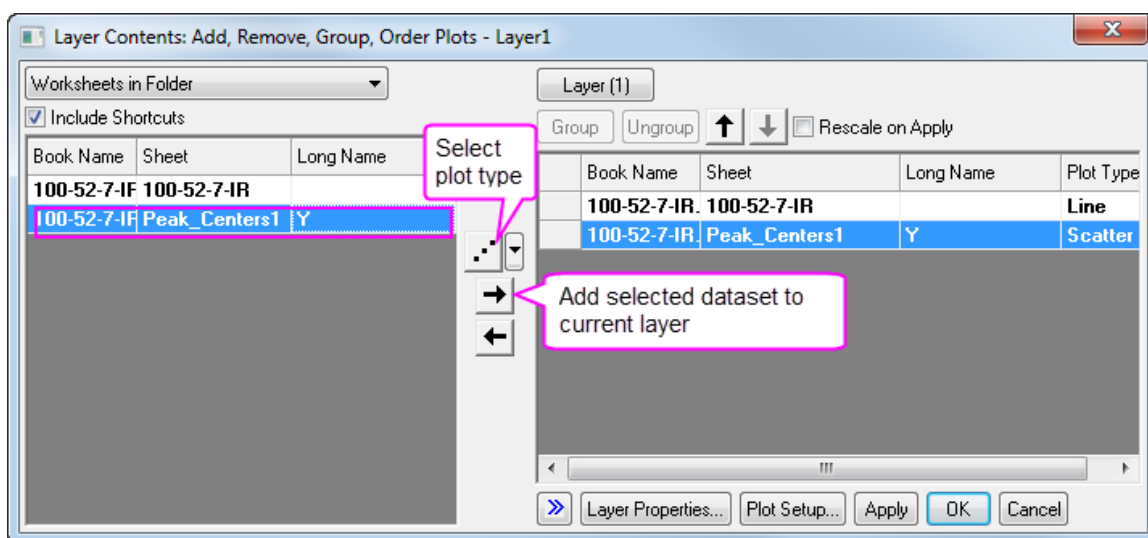 Layer Contents: Add, Remove, Group, Order Plots - Layer1
Worksheets in Folder
Include Shortcuts
Book Name Sheet Long Name
100-52-7-IF 100-52-7-IR
100-52-7-IF Peak_Centers1 Y
Select
plot type
Add selected dataset to
current layer
Layer (1)
Group Ungroup Rescale on Apply
Book Name Sheet Long Name Plot Type
100-52-7-IR. 100-52-7-IR Line
100-52-7-IR. Peak_Centers1 Y Scatter
Layer Properties... Plot Setup... Apply OK Cancel